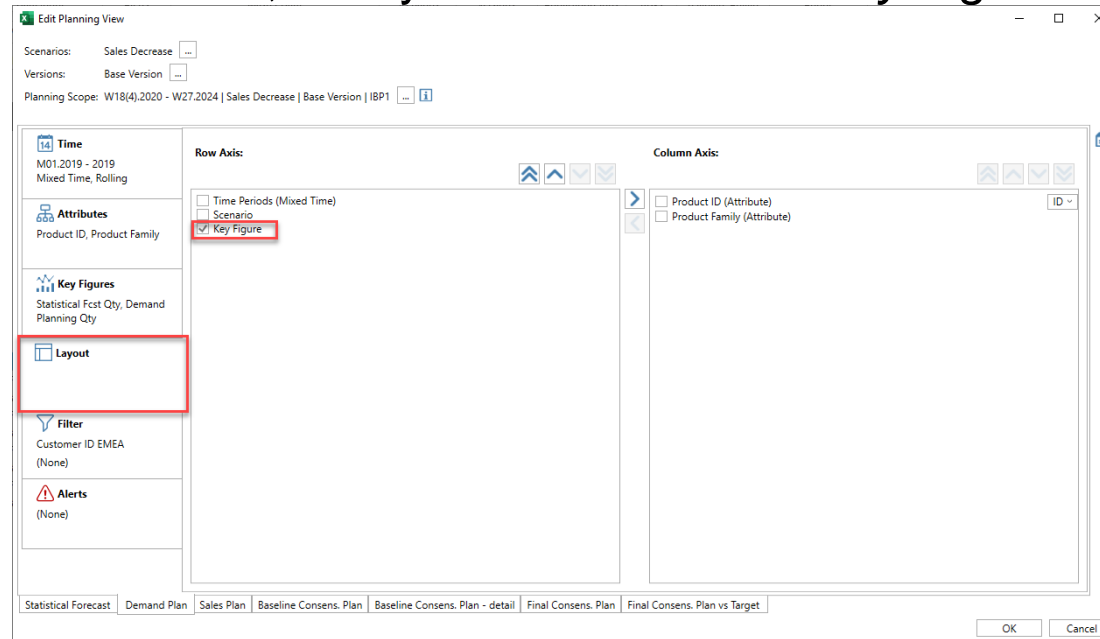 Edit Planning View
Scenarios: Sales Decrease ...
Versions: Base Version ...
Planning Scope: W18(4).2020 - W27.2024 | Sales Decrease | Base Version | IBP1 ... i
14 Time
M01.2019 - 2019
Mixed Time, Rolling
Attributes
Product ID, Product Family
Key Figures
Statistical Fcst Qty, Demand
Planning Qty
Layout
Filter
Customer ID EMEA
(None)
Alerts
(None)
Row Axis:
Time Periods (Mixed Time)
Scenario
Key Figure
Column Axis:
Product ID (Attribute) ID
Product Family (Attribute)
Statistical Forecast Demand Plan Sales Plan Baseline Consens. Plan Baseline Consens. Plan - detail Final Consens. Plan Final Consens. Plan vs Target
OK Cancel